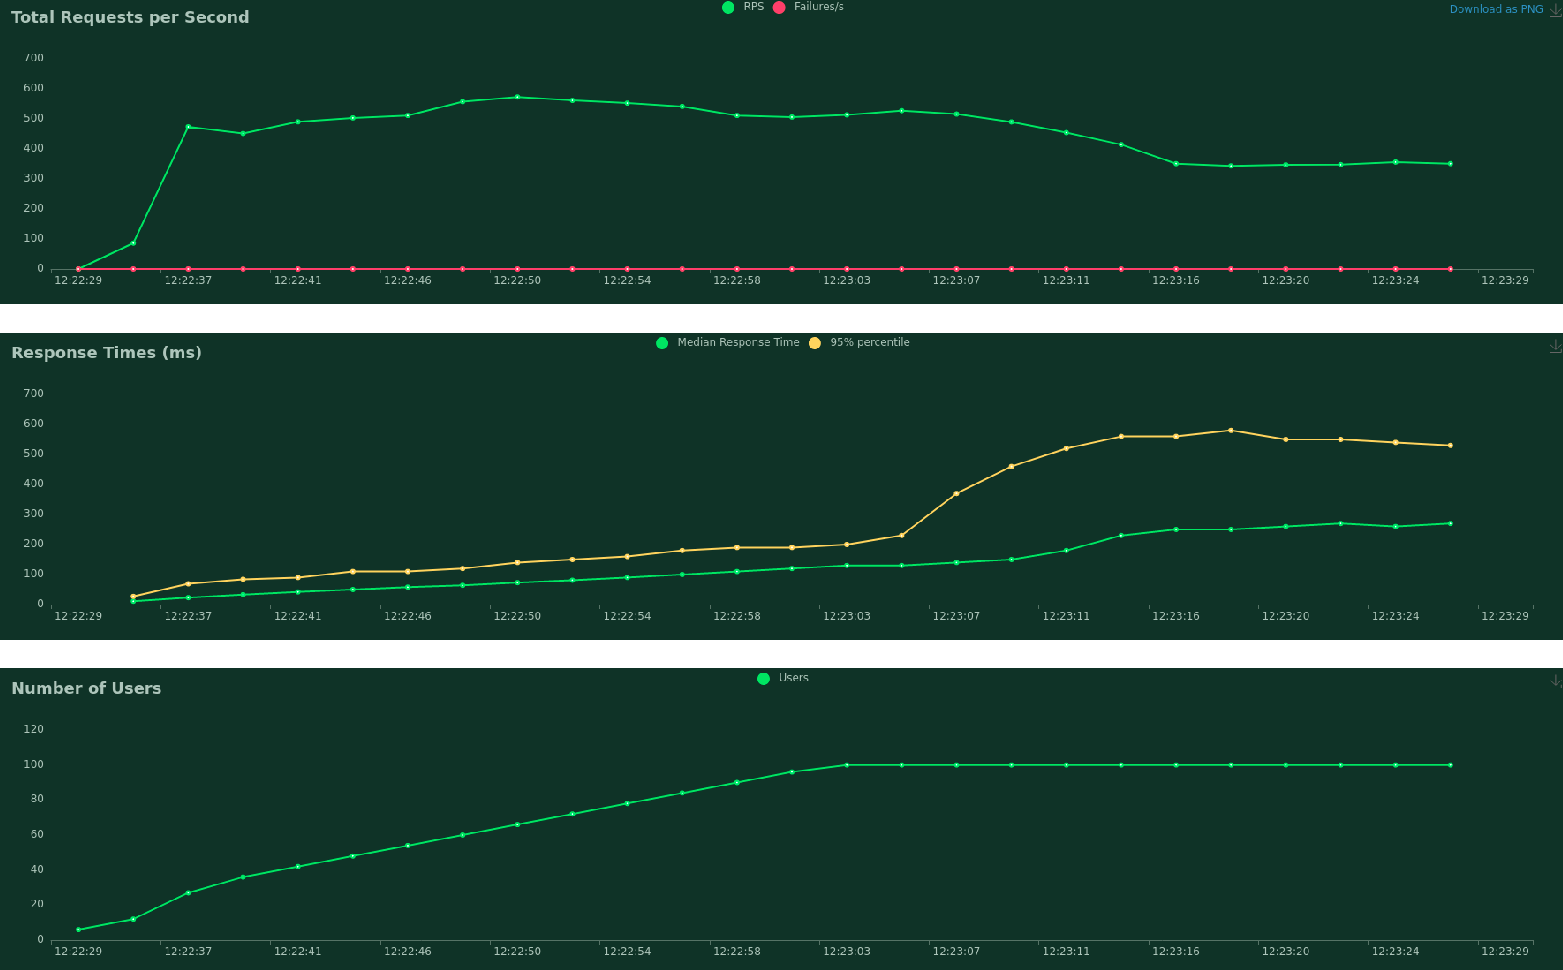 Total Requests per Second
RPS Failures/s
Download as PNG
700
600
500
400
300
200
100
0
12:22:29 12:22:37 12:22:41 12:22:46 12:22:50 12:22:54 12:22:58 12:23:03 12:23:07 12:23:11 12:23:16 12:23:20 12:23:24 12:23:29
Response Times (ms)
Median Response Time 95% percentile
700
600
500
400
300
200
100
0
12:22:29 12:22:37 12:22:41 12:22:46 12:22:50 12:22:54 12:22:58 12:23:03 12:23:07 12:23:11 12:23:16 12:23:20 12:23:24 12:23:29
Number of Users
Users
120
100
80
60
40
20
0
12:22:29 12:22:37 12:22:41 12:22:46 12:22:50 12:22:54 12:22:58 12:23:03 12:23:07 12:23:11 12:23:16 12:23:20 12:23:24 12:23:29